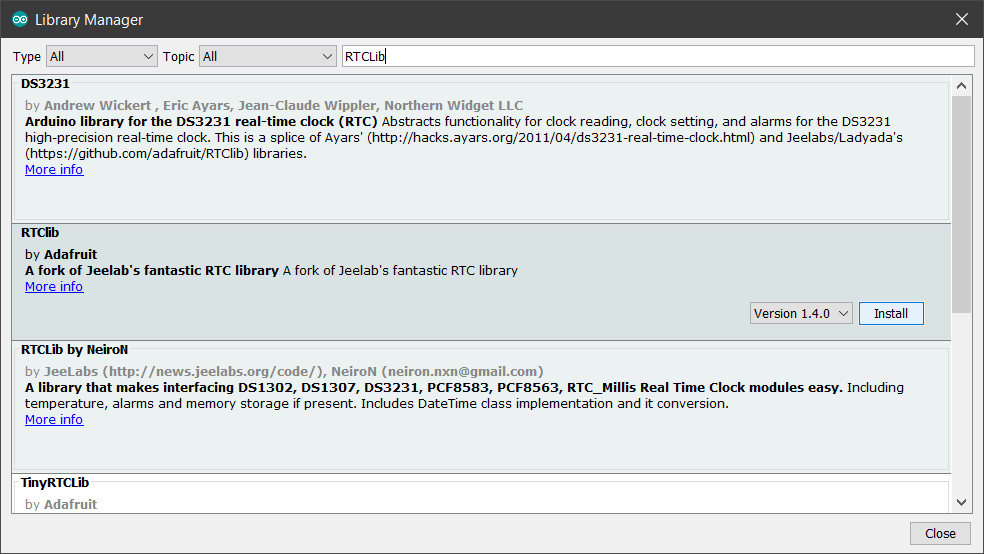 Library Manager
Type All Topic All RTCLib
DS3231
by Andrew Wickert , Eric Ayars, Jean-Claude Wippler, Northern Widget LLC
Arduino library for the DS3231 real-time clock (RTC) Abstracts functionality for clock reading, clock setting, and alarms for the DS3231
high-precision real-time clock. This is a splice of Ayars' (http://hacks.ayars.org/2011/04/ds3231-real-time-clock.html) and Jeelabs/Ladyada's
(https://github.com/adafruit/RTClib) libraries.
More info
RTClib
by Adafruit
A fork of Jeelab's fantastic RTC library A fork of Jeelab's fantastic RTC library
More info
Version 1.4.0 Install
RTCLib by NeiroN
by JeeLabs (http://news.jeelabs.org/code/), NeiroN (neiron.nxn@gmail.com)
A library that makes interfacing DS1302, DS1307, DS3231, PCF8583, PCF8563, RTC_Millis Real Time Clock modules easy. Including
temperature, alarms and memory storage if present. Includes DateTime class implementation and it conversion.
More info
TinyRTCLib
by Adafruit
Close